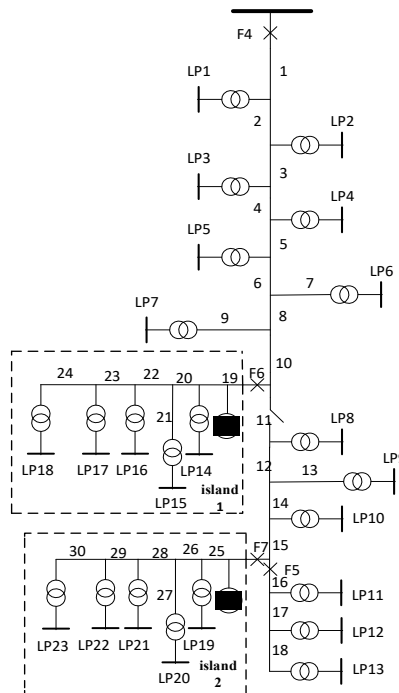 F4
1
LP1
2
LP2
LP3
3
4
LP4
LP5
5
6
7
LP6
LP7
9
8
10
24
23
22
20
19
F6
21
11
LP8
LP18
LP17
LP16
LP14
LP15
island
1
12
13
14
LP10
30
29
28
26
25
F7
15
F5
27
16
LP11
17
LP12
LP23
LP22
LP21
LP19
LP20
island
2
18
LP13